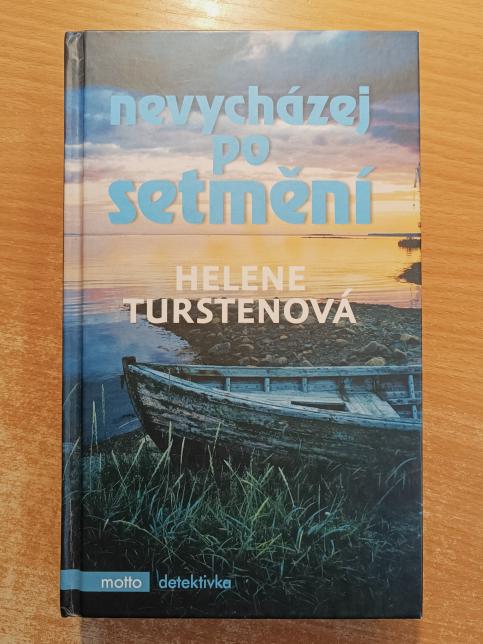 nevycházej
po
setmění
HELENE
TURSTENOVÁ
motto detektivka